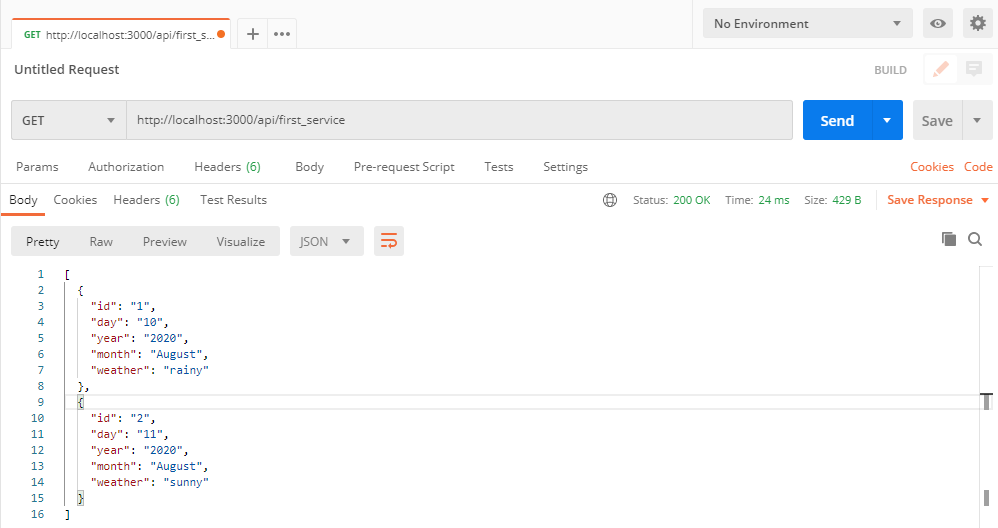 GET http://localhost:3000/api/first_s... + ••• No Environment
Untitled Request BUILD
GET http://localhost:3000/api/first_service Send Save
Params Authorization Headers (6) Body Pre-request Script Tests Settings Cookies Code
Body Cookies Headers (6) Test Results Status: 200 OK Time: 24 ms Size: 429 B Save Response
Pretty Raw Preview Visualize JSON
1 [
2 {
3 "id": "1",
4 "day": "10",
5 "year": "2020",
6 "month": "August",
7 "weather": "rainy"
8 },
9 {
10 "id": "2",
11 "day": "11",
12 "year": "2020",
13 "month": "August",
14 "weather": "sunny"
15 }
16 ]